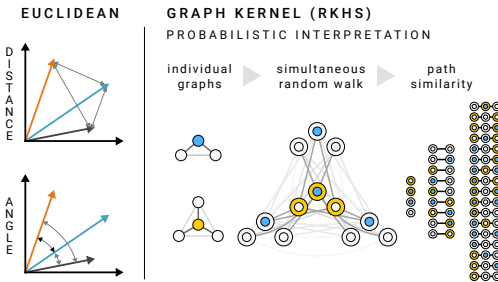 EUCLIDEAN
DISTANCE
ANGLE
GRAPH KERNEL (RKHS)
PROBABILISTIC INTERPRETATION
individual
graphs
simultaneous
random walk
path
similarity